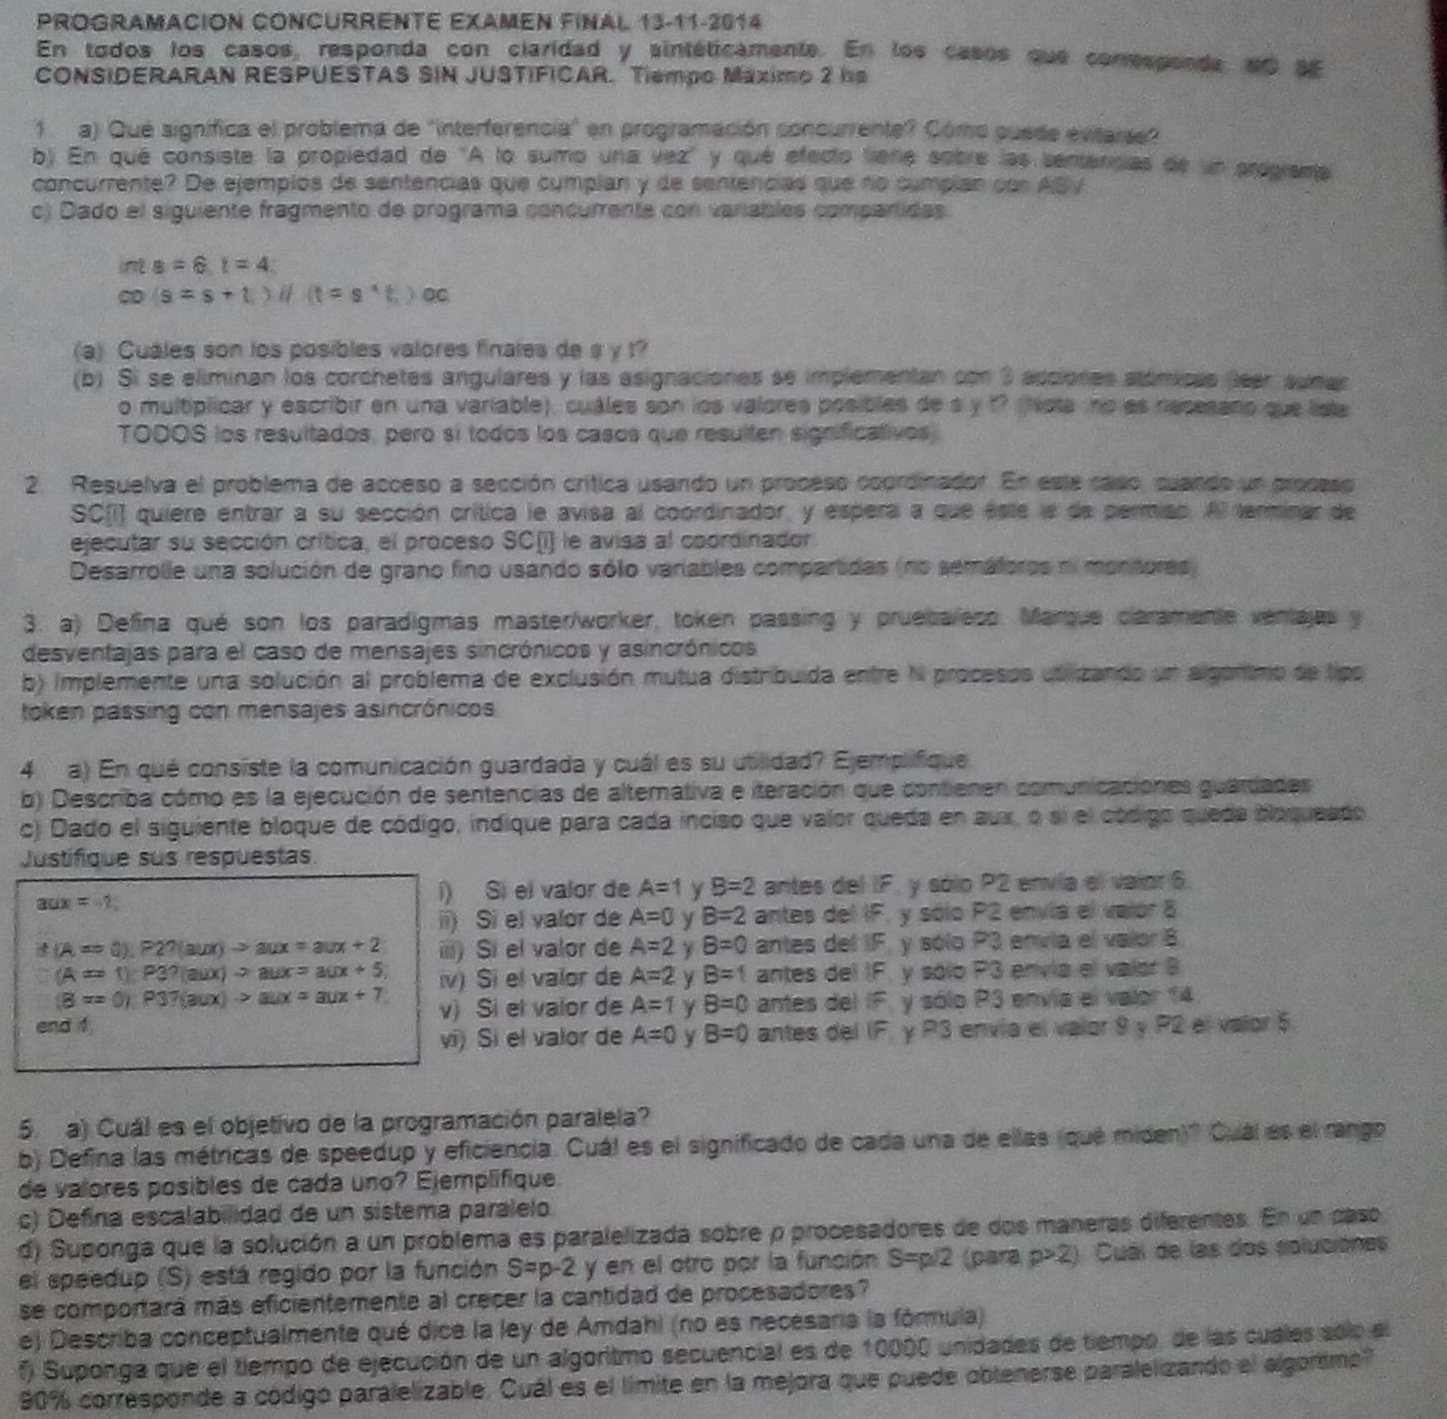 PROGRAMACION CONCURRENTE EXAMEN FINAL 13-11-2014
En todos los casos, responda con claridad y sintéticamente. En los casos que corresponda, NO SE
CONSIDERARAN RESPUESTAS SIN JUSTIFICAR. Tiempo Máximo 2 hs
1. a) Qué significa el problema de "interferencia" en programación concurrente? Cómo puede evitarse?
b) En qué consiste la propiedad de "A lo sumo una vez" y qué efecto tiene sobre las sentencias de un programa
concurrente? De ejemplos de sentencias que cumplan y de sentencias que no cumplan con ASV.
c) Dado el siguiente fragmento de programa concurrente con variables compartidas:
int s = 6, t = 4;
co ⟨s = s + t; ⟩ // ⟨t = s * t; ⟩ oc
(a) Cuáles son los posibles valores finales de s y t?
(b) Si se eliminan los corchetes angulares y las asignaciones se implementan con 3 acciones atómicas (leer, sumar
o multiplicar y escribir en una variable), cuáles son los valores posibles de s y t? (Nota: no es necesario que liste
TODOS los resultados, pero si todos los casos que resulten significativos).
2. Resuelva el problema de acceso a sección crítica usando un proceso coordinador. En este caso, cuando un proceso
SC[i] quiere entrar a su sección crítica le avisa al coordinador, y espera a que éste le de permiso. Al terminar de
ejecutar su sección crítica, el proceso SC[i] le avisa al coordinador.
Desarrolle una solución de grano fino usando sólo variables compartidas (no semáforos ni monitores).
3. a) Defina qué son los paradigmas master/worker, token passing y prueba/eco. Marque claramente ventajas y
desventajas para el caso de mensajes sincrónicos y asincrónicos
b) Implemente una solución al problema de exclusión mutua distribuida entre N procesos utilizando un algoritmo de tipo
token passing con mensajes asincrónicos.
4. a) En qué consiste la comunicación guardada y cuál es su utilidad? Ejemplifique.
b) Describa cómo es la ejecución de sentencias de alternativa e iteración que contienen comunicaciones guardadas
c) Dado el siguiente bloque de código, indique para cada inciso que valor queda en aux, o si el código queda bloqueado.
Justifique sus respuestas.
aux = -1;
if (A == 0); P2?(aux) -> aux = aux + 2;
□ (A == 1); P3?(aux) -> aux = aux + 5;
□ (B == 0); P3?(aux) -> aux = aux + 7;
end if;
i) Si el valor de A=1 y B=2 antes del IF, y sólo P2 envía el valor 6.
ii) Si el valor de A=0 y B=2 antes del IF, y sólo P2 envía el valor 8.
iii) Si el valor de A=2 y B=0 antes del IF, y sólo P3 envía el valor 6.
iv) Si el valor de A=2 y B=1 antes del IF, y sólo P3 envía el valor 9.
v) Si el valor de A=1 y B=0 antes del IF, y sólo P3 envía el valor 14.
vi) Si el valor de A=0 y B=0 antes del IF, y P3 envía el valor 9 y P2 el valor 5.
5. a) Cuál es el objetivo de la programación paralela?
b) Defina las métricas de speedup y eficiencia. Cuál es el significado de cada una de ellas (qué miden)? Cuál es el rango
de valores posibles de cada uno? Ejemplifique.
c) Defina escalabilidad de un sistema paralelo.
d) Suponga que la solución a un problema es paralelizada sobre p procesadores de dos maneras diferentes. En un caso,
el speedup (S) está regido por la función S=p-2 y en el otro por la función S=p/2 (para p>2). Cuál de las dos soluciones
se comportará más eficientemente al crecer la cantidad de procesadores?
e) Describa conceptualmente qué dice la ley de Amdahl (no es necesaria la fórmula)
f) Suponga que el tiempo de ejecución de un algoritmo secuencial es de 10000 unidades de tiempo, de las cuales sólo el
90% corresponde a código paralelizable. Cuál es el límite en la mejora que puede obtenerse paralelizando el algoritmo?